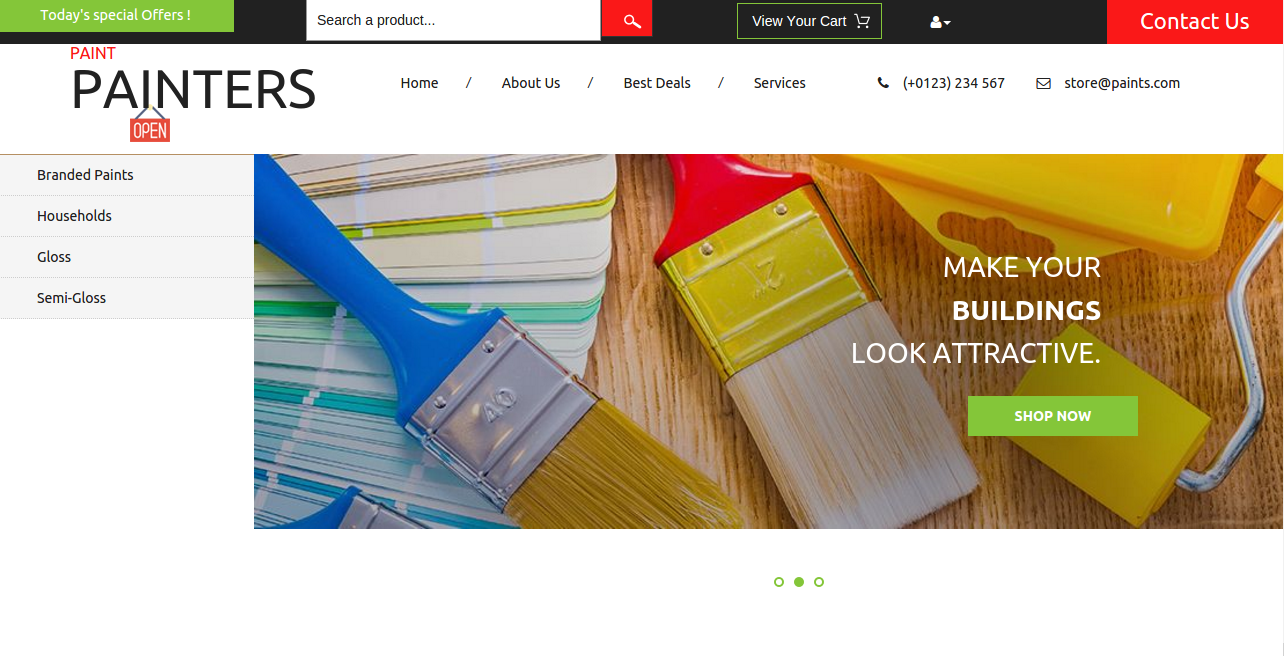 Today's special Offers !
Search a product...
View Your Cart
Contact Us
PAINT
PAINTERS
OPEN
Home / About Us / Best Deals / Services
(+0123) 234 567
store@paints.com
Branded Paints
Households
Gloss
Semi-Gloss
MAKE YOUR
BUILDINGS
LOOK ATTRACTIVE.
SHOP NOW